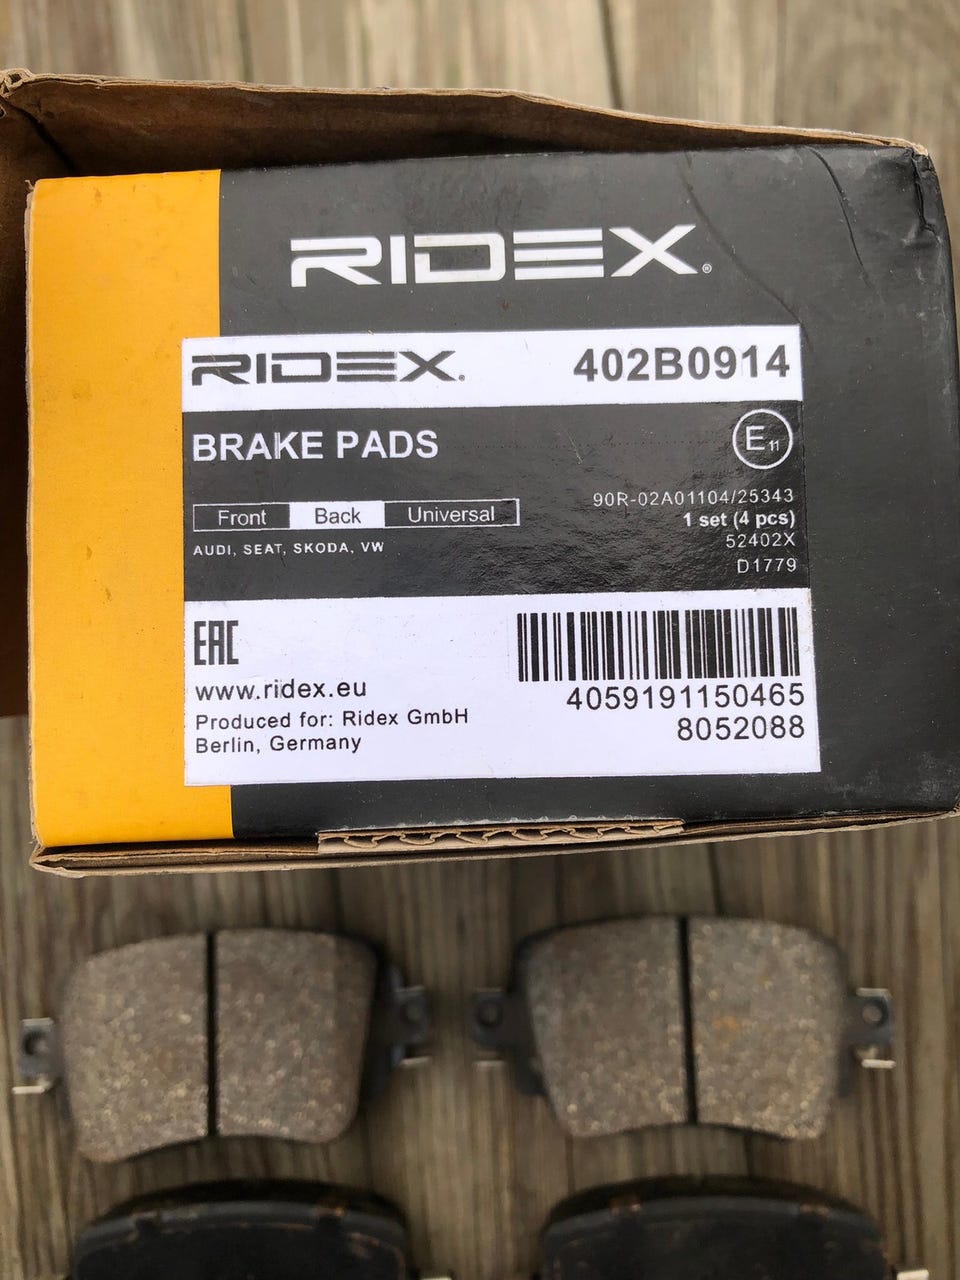 RIDEX®
RIDEX. 402B0914
BRAKE PADS E11
Front Back Universal
AUDI, SEAT, SKODA, VW
90R-02A01104/25343
1 set (4 pcs)
52402X
D1779
EAC
www.ridex.eu
Produced for: Ridex GmbH
Berlin, Germany
4059191150465
8052088